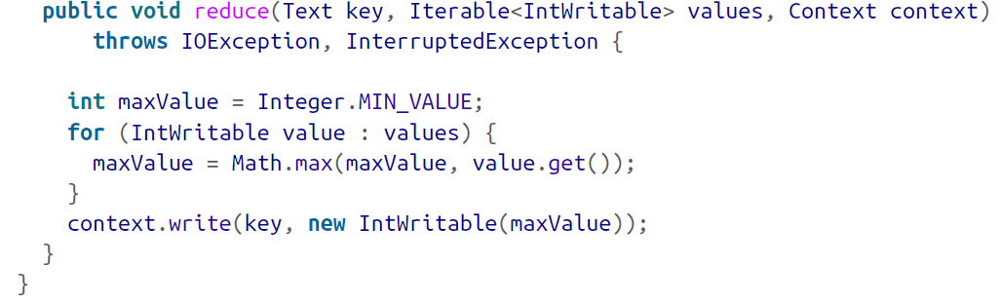 public void reduce(Text key, Iterable<IntWritable> values, Context context)
throws IOException, InterruptedException {
int maxValue = Integer.MIN_VALUE;
for (IntWritable value : values) {
maxValue = Math.max(maxValue, value.get());
}
context.write(key, new IntWritable(maxValue));
}
}